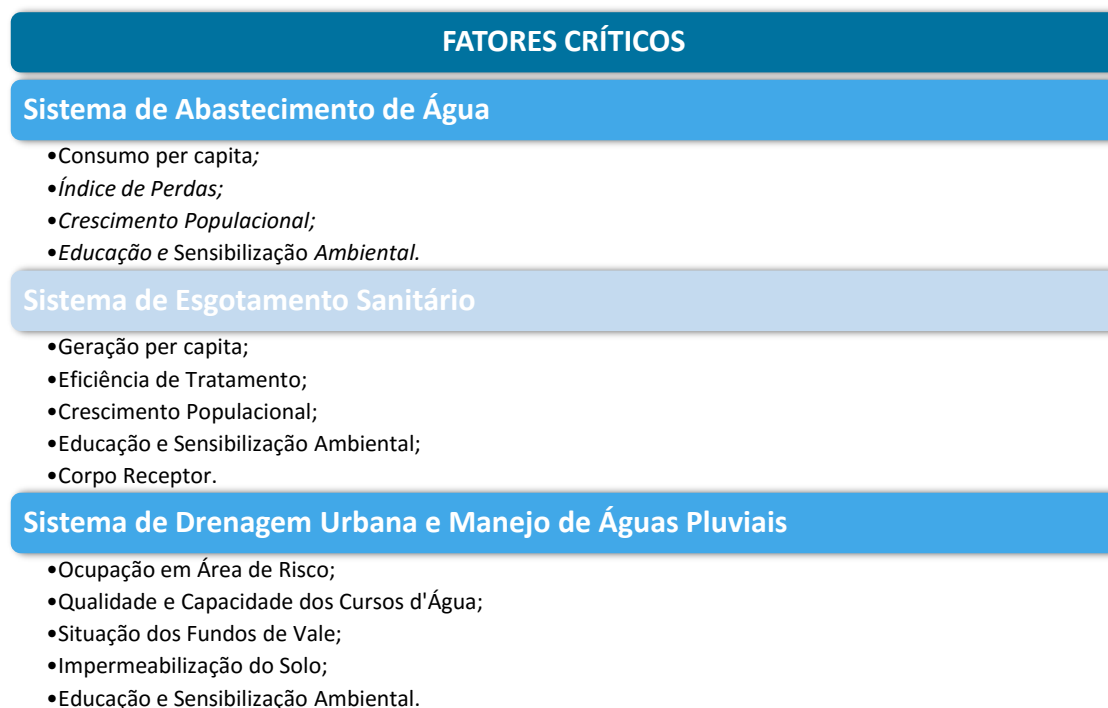 FATORES CRÍTICOS
Sistema de Abastecimento de Água
•Consumo per capita;
•Índice de Perdas;
•Crescimento Populacional;
•Educação e Sensibilização Ambiental.
Sistema de Esgotamento Sanitário
•Geração per capita;
•Eficiência de Tratamento;
•Crescimento Populacional;
•Educação e Sensibilização Ambiental;
•Corpo Receptor.
Sistema de Drenagem Urbana e Manejo de Águas Pluviais
•Ocupação em Área de Risco;
•Qualidade e Capacidade dos Cursos d'Água;
•Situação dos Fundos de Vale;
•Impermeabilização do Solo;
•Educação e Sensibilização Ambiental.